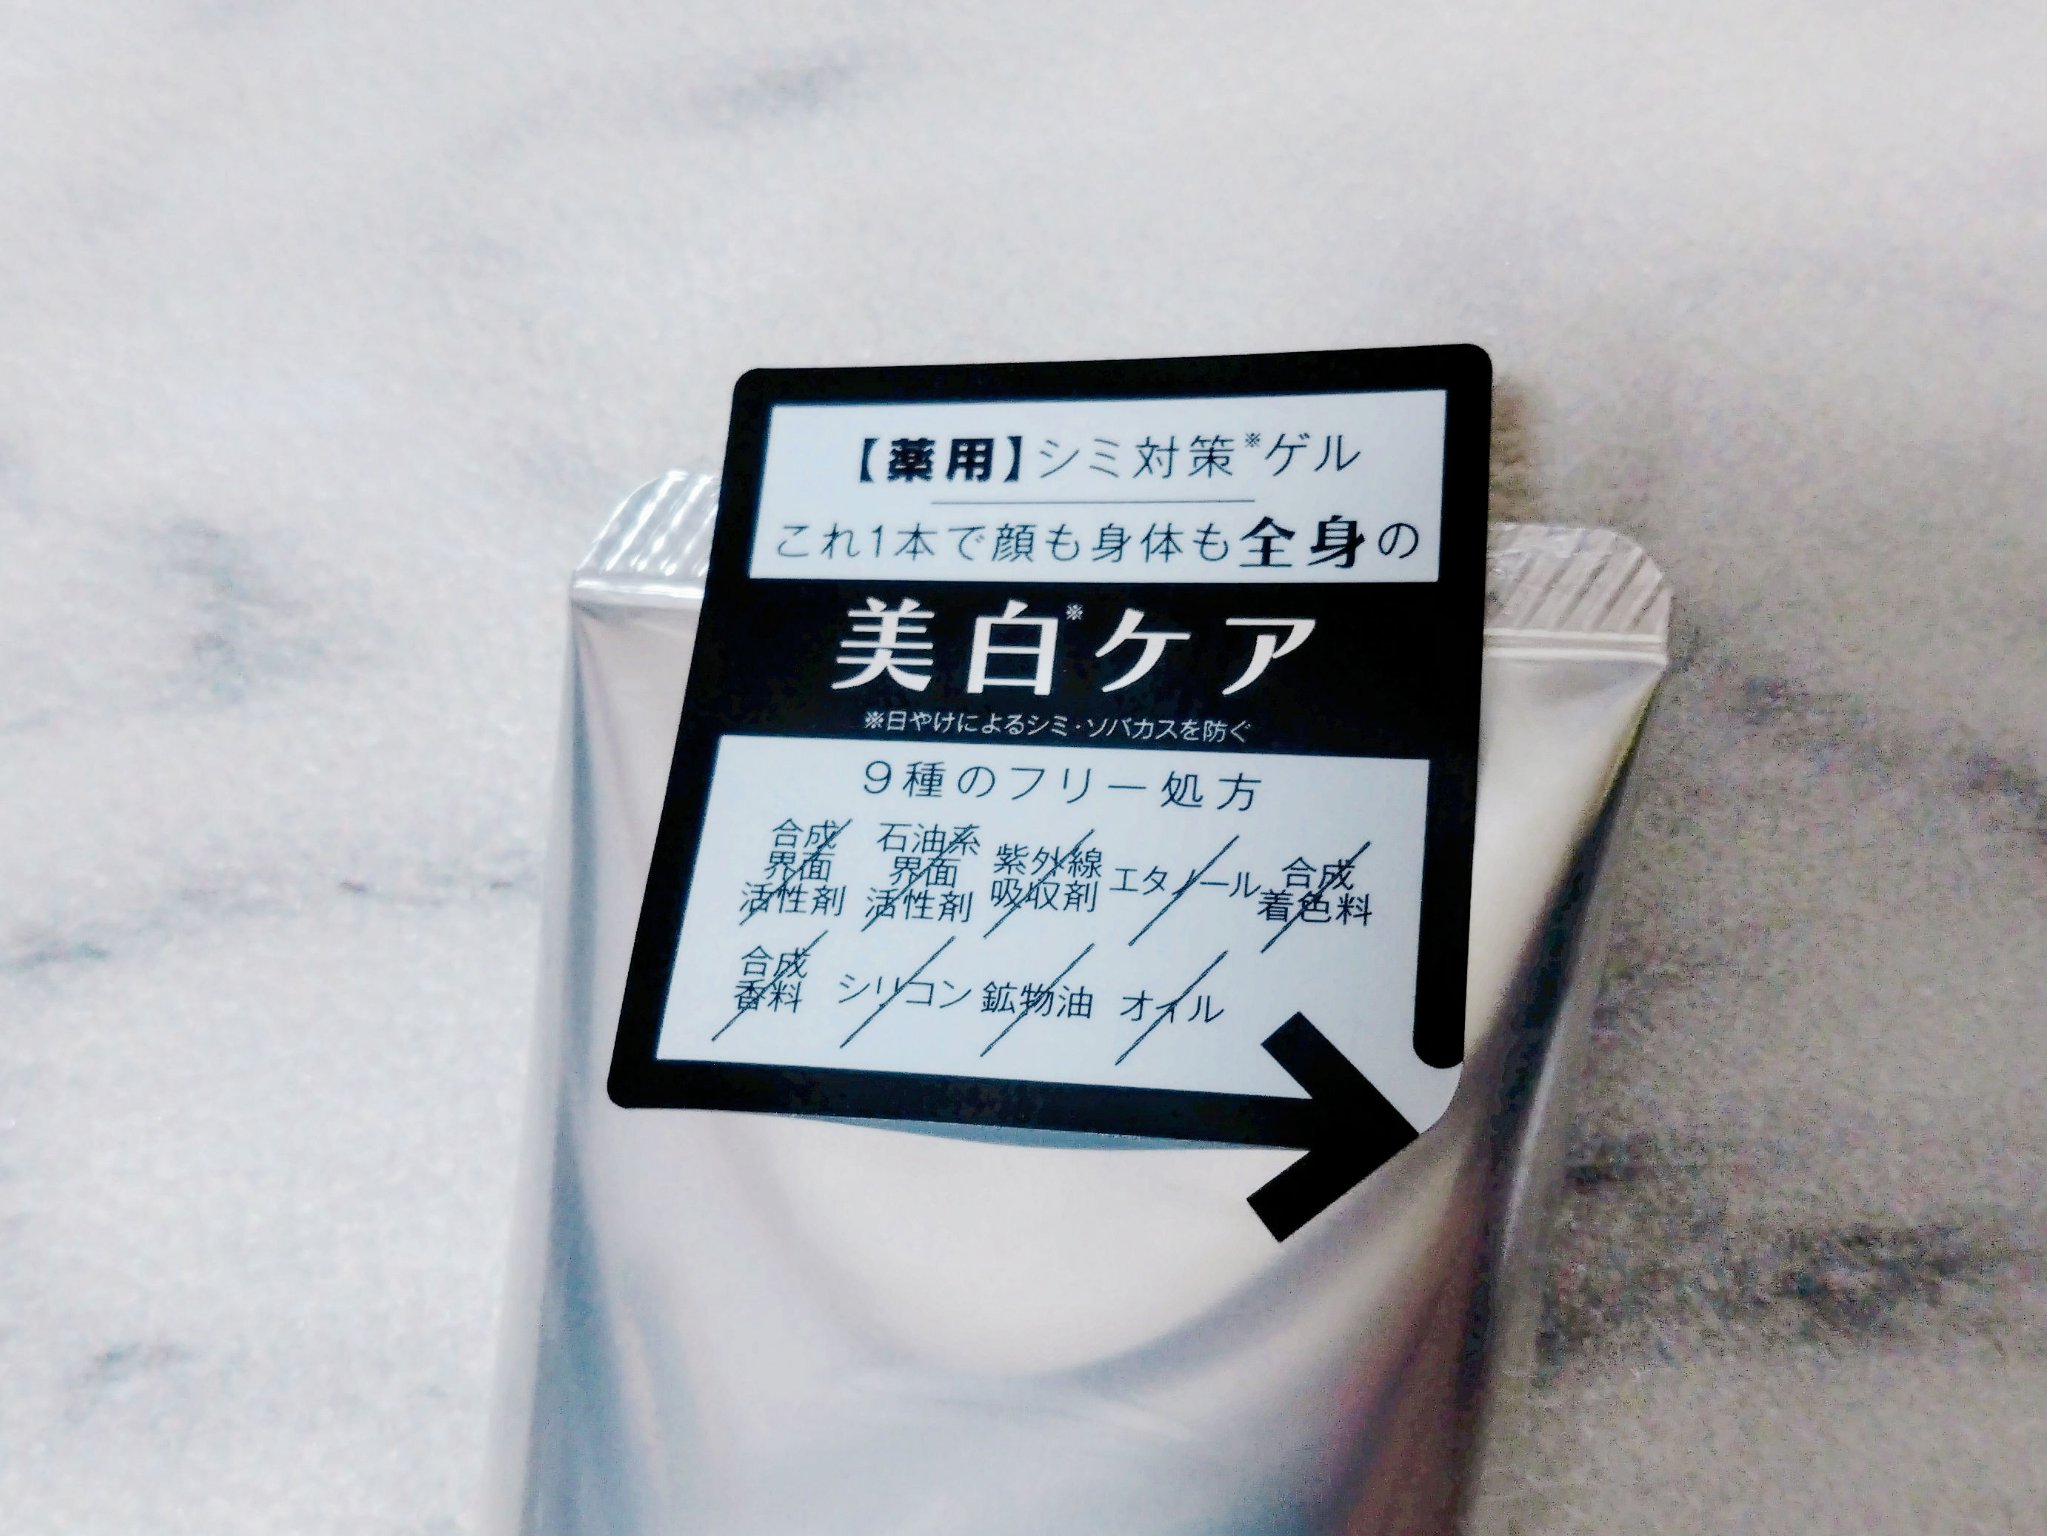 【薬用】シミ対策※ゲル
これ1本で顔も身体も全身の
美白※ケア
※日やけによるシミ・ソバカスを防ぐ
9種のフリー処方
合成界面活性剤 石油系界面活性剤 紫外線吸収剤 エタノール 合成着色料
合成香料 シリコン 鉱物油 オイル